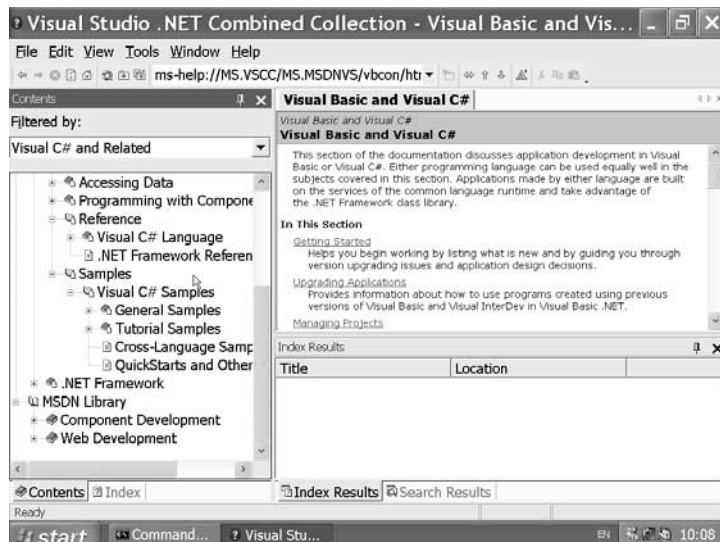 Visual Studio .NET Combined Collection - Visual Basic and Vis...
File Edit View Tools Window Help
ms-help://MS.VSCC/MS.MSDNVS/vbcon/htr
Contents
Filtered by:
Visual C# and Related
Accessing Data
Programming with Compone
Reference
Visual C# Language
.NET Framework Referen
Samples
Visual C# Samples
General Samples
Tutorial Samples
Cross-Language Samp
QuickStarts and Other
.NET Framework
MSDN Library
Component Development
Web Development
Contents Index
Visual Basic and Visual C#
Visual Basic and Visual C#
Visual Basic and Visual C#
This section of the documentation discusses application development in Visual
Basic or Visual C#. Either programming language can be used equally well in the
subjects covered in this section. Applications made by either language are built
on the services of the common language runtime and take advantage of
the .NET Framework class library.
In This Section
Getting Started
Helps you begin working by listing what is new and by guiding you through
version upgrading issues and application design decisions.
Upgrading Applications
Provides information about how to use programs created using previous
versions of Visual Basic and Visual InterDev in Visual Basic .NET.
Managing Projects
Index Results
Title Location
Index Results Search Results
Ready
start Command... Visual Stu... EN 10:08